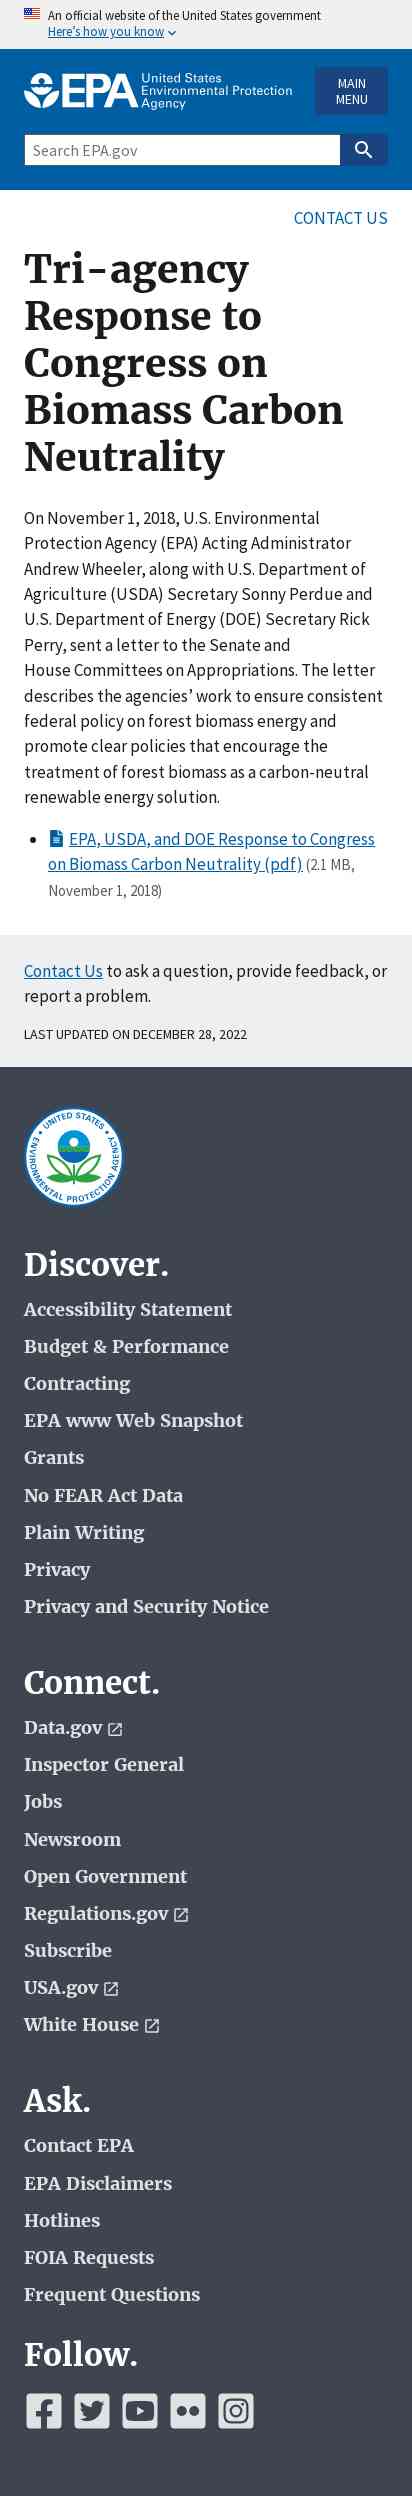 An official website of the United States government
Here's how you know
EPA United States
Environmental Protection
Agency
MAIN
MENU
Search EPA.gov
CONTACT US
Tri-agency
Response to
Congress on
Biomass Carbon
Neutrality
On November 1, 2018, U.S. Environmental
Protection Agency (EPA) Acting Administrator
Andrew Wheeler, along with U.S. Department of
Agriculture (USDA) Secretary Sonny Perdue and
U.S. Department of Energy (DOE) Secretary Rick
Perry, sent a letter to the Senate and
House Committees on Appropriations. The letter
describes the agencies’ work to ensure consistent
federal policy on forest biomass energy and
promote clear policies that encourage the
treatment of forest biomass as a carbon-neutral
renewable energy solution.
• EPA, USDA, and DOE Response to Congress
on Biomass Carbon Neutrality (pdf) (2.1 MB,
November 1, 2018)
Contact Us to ask a question, provide feedback, or
report a problem.
LAST UPDATED ON DECEMBER 28, 2022
UNITED STATES
ENVIRONMENTAL PROTECTION AGENCY
Discover.
Accessibility Statement
Budget & Performance
Contracting
EPA www Web Snapshot
Grants
No FEAR Act Data
Plain Writing
Privacy
Privacy and Security Notice
Connect.
Data.gov
Inspector General
Jobs
Newsroom
Open Government
Regulations.gov
Subscribe
USA.gov
White House
Ask.
Contact EPA
EPA Disclaimers
Hotlines
FOIA Requests
Frequent Questions
Follow.